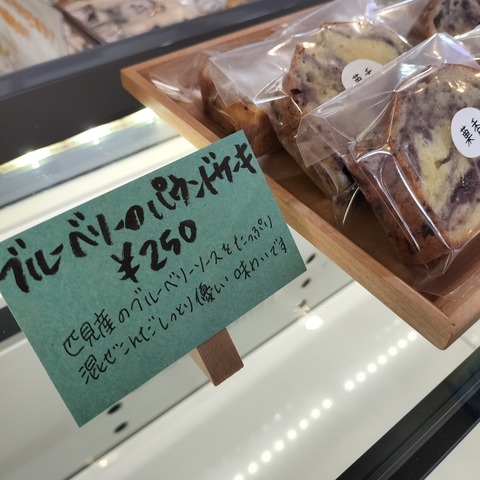 ブルーベリーのパウンドケーキ
¥250
匹見産のブルーベリーソースをたっぷり
混ぜこんだしっとり優しい味わいです
菓